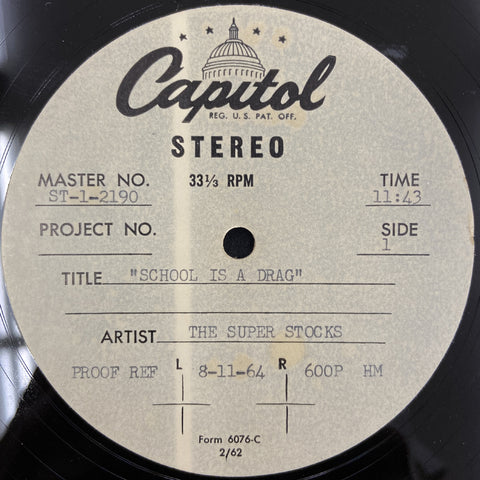 Capitol
REG. U.S. PAT. OFF.
STEREO
MASTER NO. 33⅓ RPM TIME
ST-1-2190 11:43
PROJECT NO. SIDE
1
TITLE "SCHOOL IS A DRAG"
ARTIST THE SUPER STOCKS
PROOF REF L 8-11-64 R 600P HM
Form 6076-C
2/62